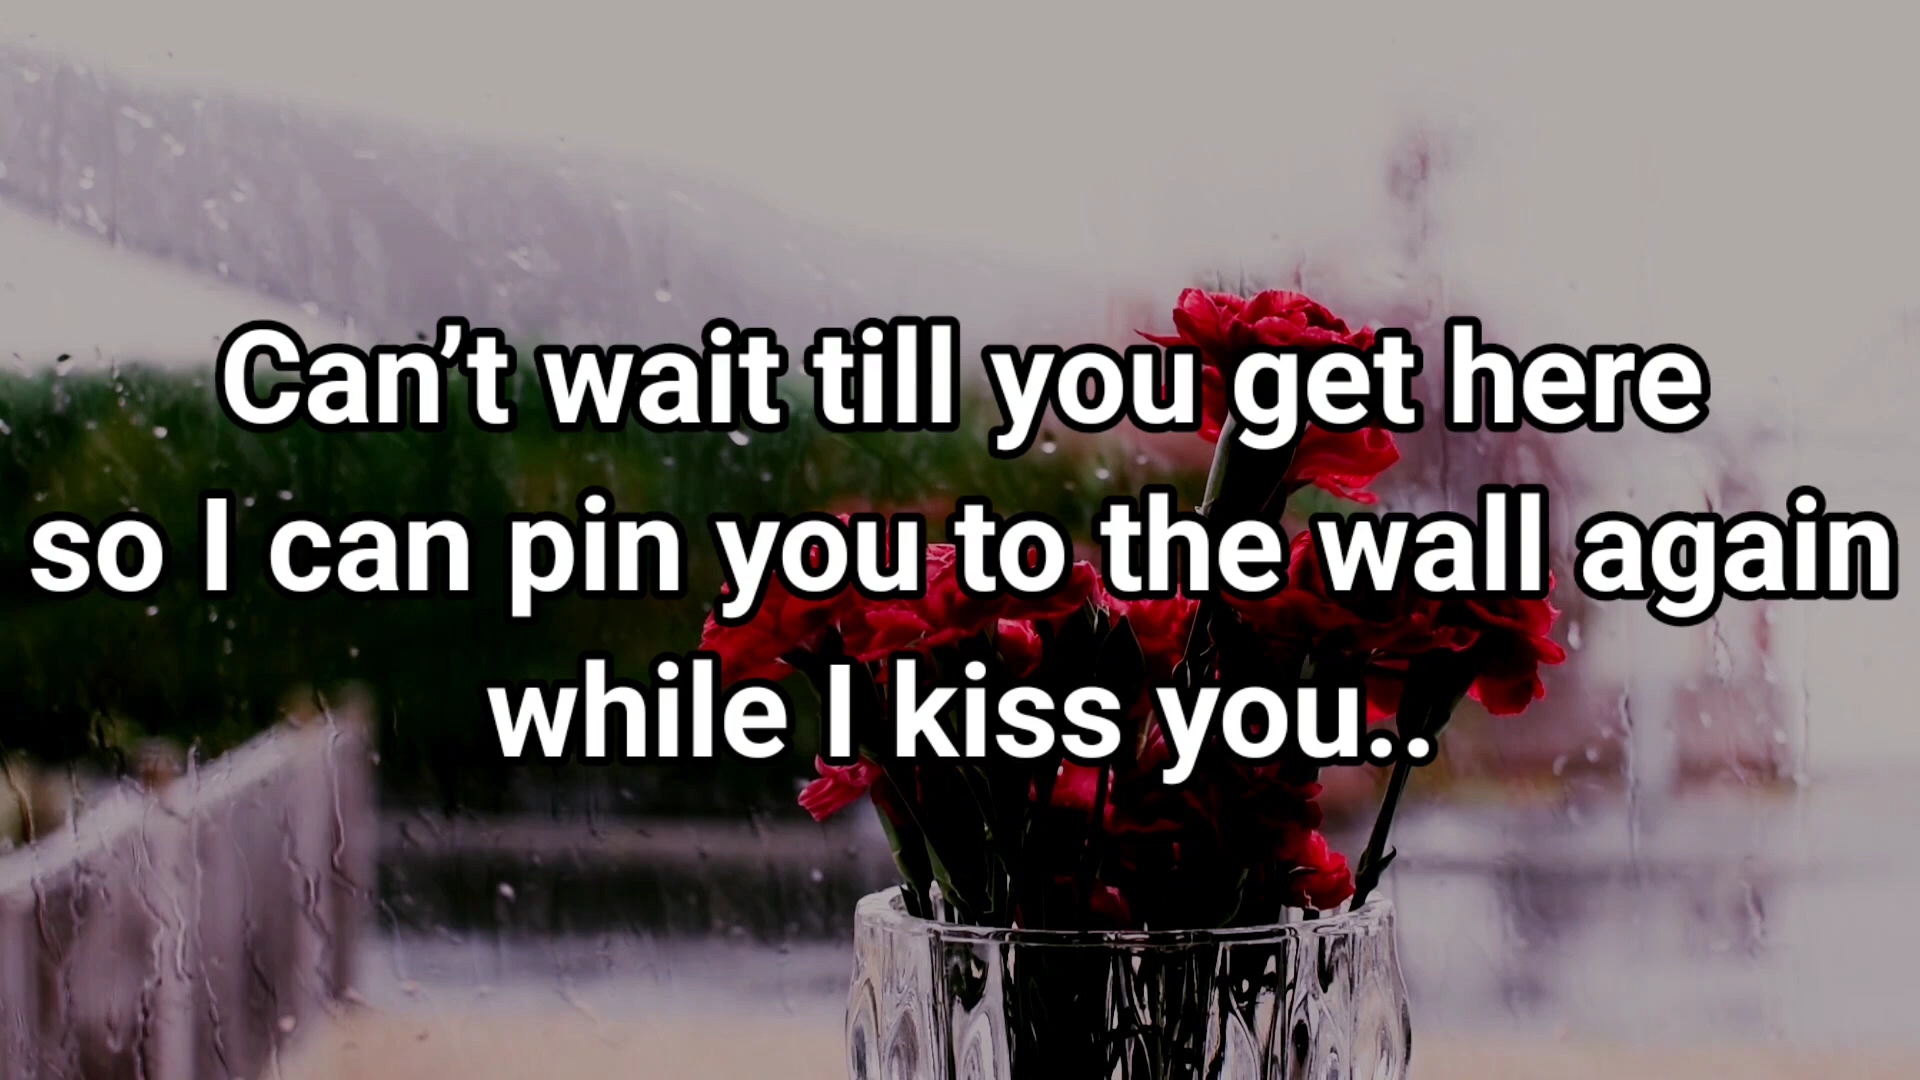 Can’t wait till you get here
so I can pin you to the wall again
while I kiss you..